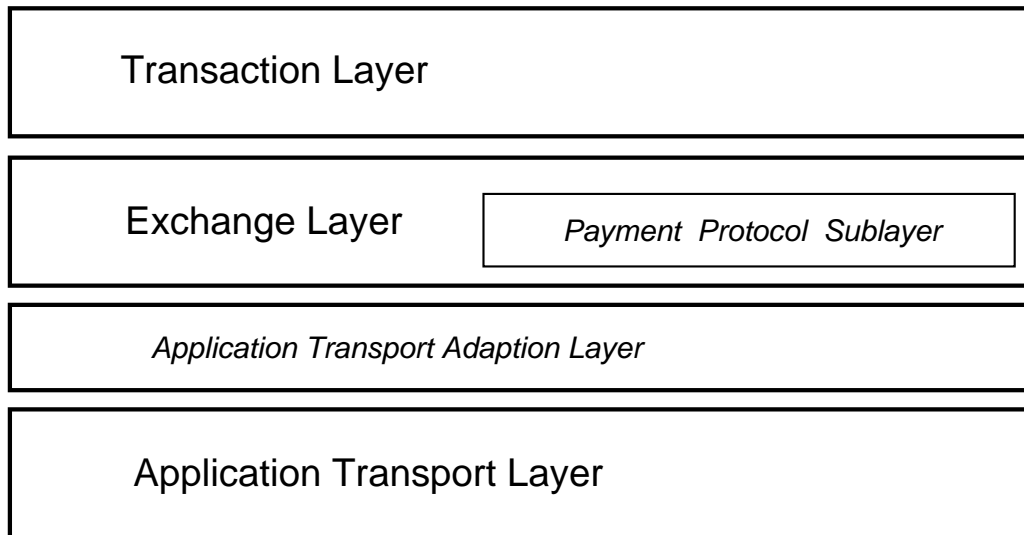 Transaction Layer
Exchange Layer
Payment Protocol Sublayer
Application Transport Adaption Layer
Application Transport Layer